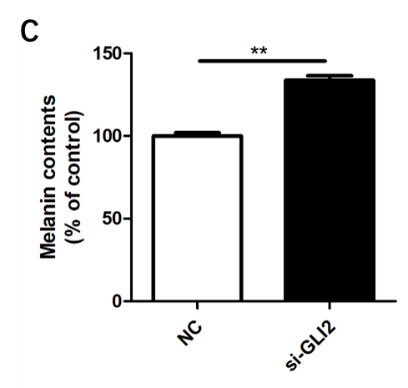 C
**
150
100
50
0
Melanin contents
(% of control)
NC
si-GLI2